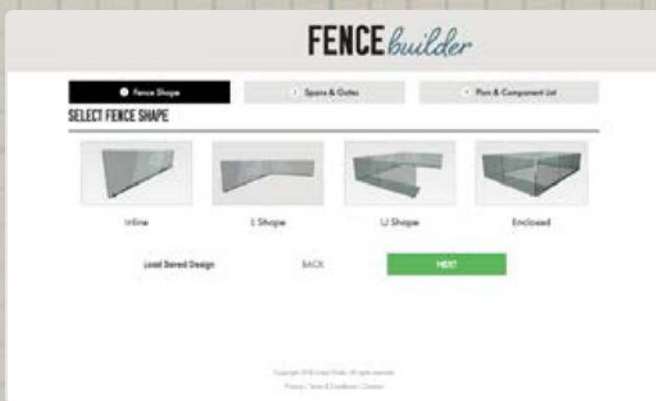 FENCE builder
Fence Shape
Spans & Gates
Plan & Component List
SELECT FENCE SHAPE
Inline
L Shape
U Shape
Enclosed
Load Saved Design
BACK
NEXT